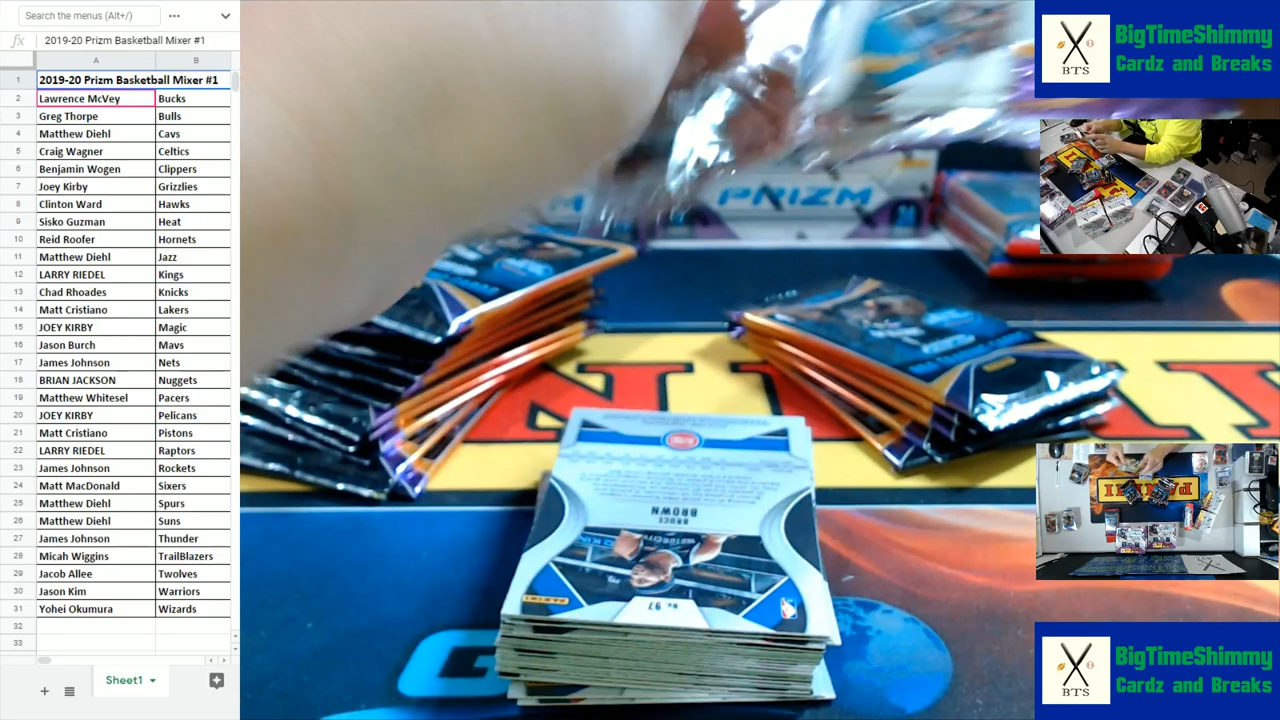 Search the menus (Alt+/)
fx 2019-20 Prizm Basketball Mixer #1
A B
1 2019-20 Prizm Basketball Mixer #1
2 Lawrence McVey Bucks
3 Greg Thorpe Bulls
4 Matthew Diehl Cavs
5 Craig Wagner Celtics
6 Benjamin Wogen Clippers
7 Joey Kirby Grizzlies
8 Clinton Ward Hawks
9 Sisko Guzman Heat
10 Reid Roofer Hornets
11 Matthew Diehl Jazz
12 LARRY RIEDEL Kings
13 Chad Rhoades Knicks
14 Matt Cristiano Lakers
15 JOEY KIRBY Magic
16 Jason Burch Mavs
17 James Johnson Nets
18 BRIAN JACKSON Nuggets
19 Matthew Whitesel Pacers
20 JOEY KIRBY Pelicans
21 Matt Cristiano Pistons
22 LARRY RIEDEL Raptors
23 James Johnson Rockets
24 Matt MacDonald Sixers
25 Matthew Diehl Spurs
26 Matthew Diehl Suns
27 James Johnson Thunder
28 Micah Wiggins TrailBlazers
29 Jacob Allee Twolves
30 Jason Kim Warriors
31 Yohei Okumura Wizards
32
33
Sheet1
PRIZM
BRUCE
BROWN
No. 97
PANINI
BTS
BigTimeShimmy
Cardz and Breaks
PANINI
BTS
BigTimeShimmy
Cardz and Breaks